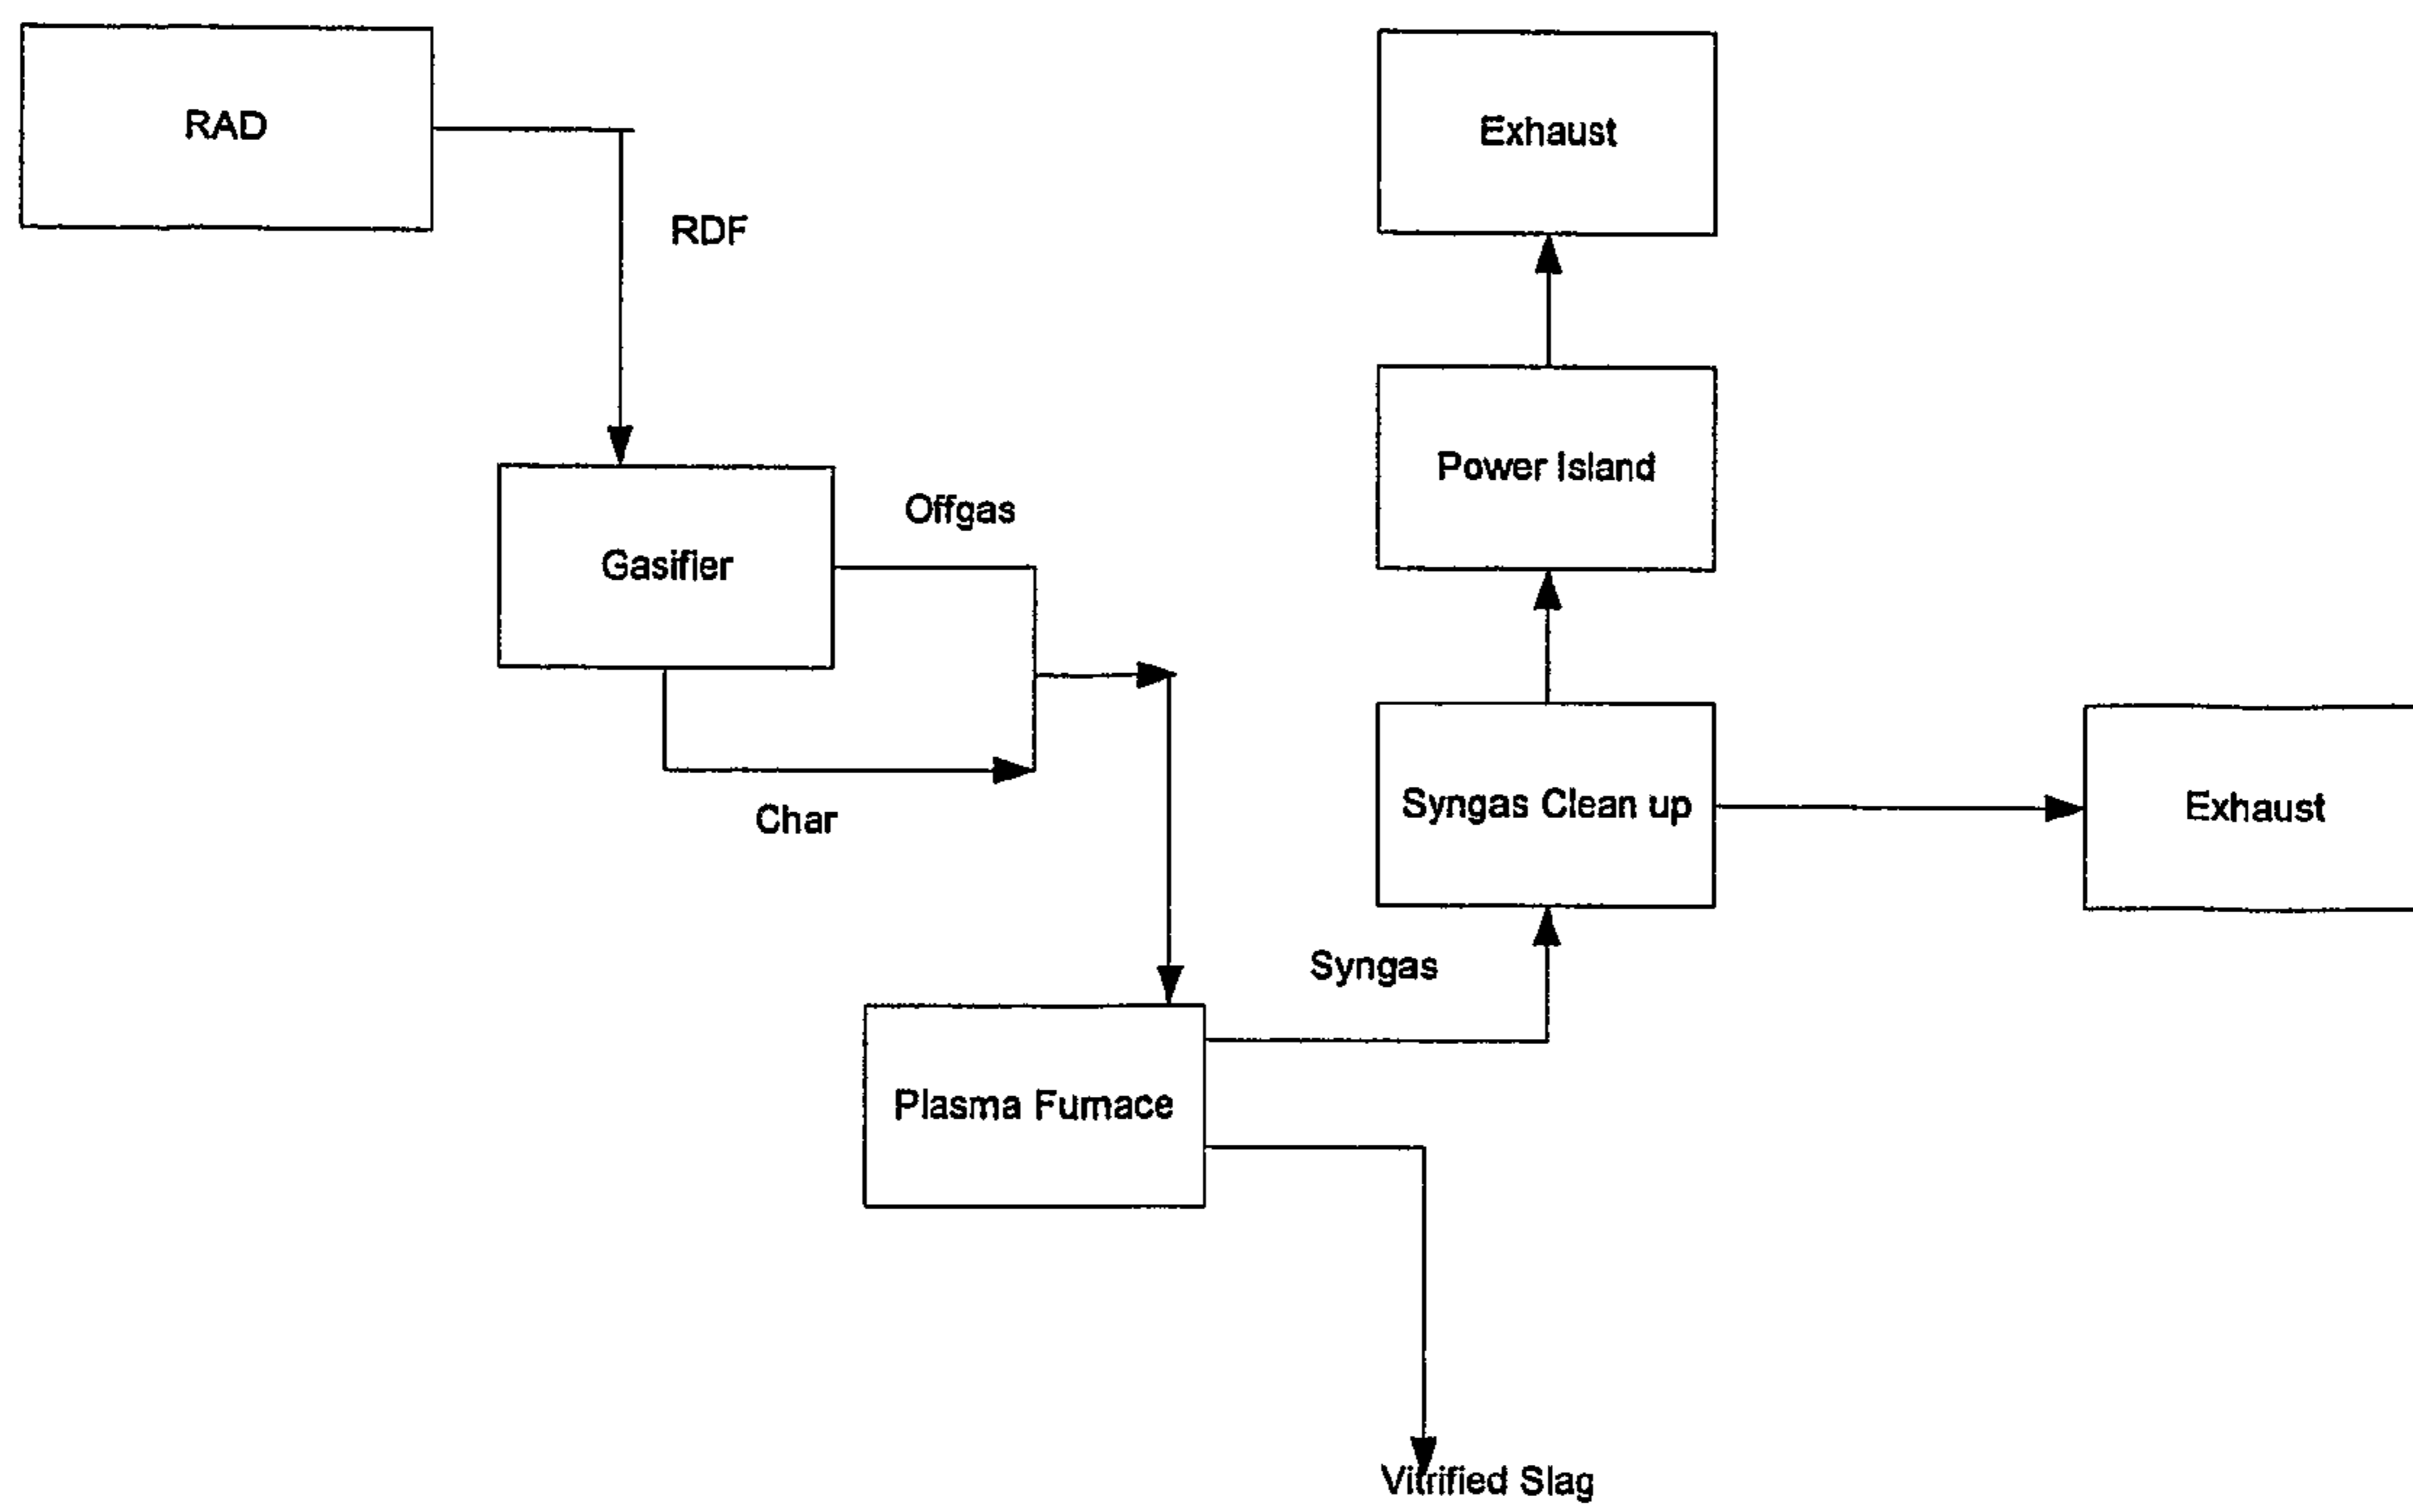 RAD
Exhaust
RDF
Power Island
Offgas
Gasifier
Char
Syngas Clean up
Exhaust
Syngas
Plasma Furnace
Vitrified Slag